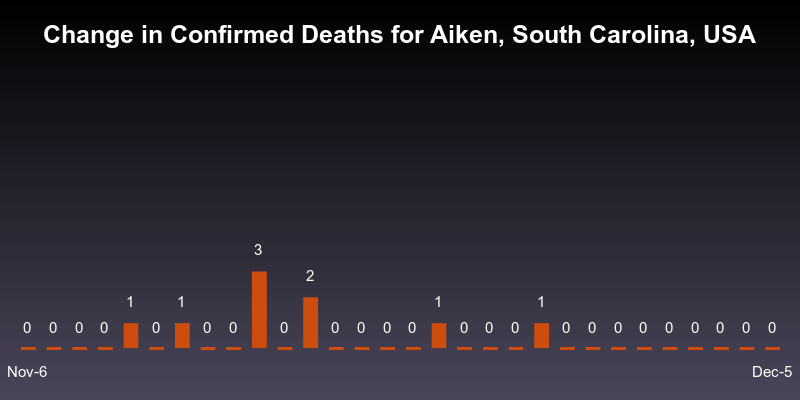 Change in Confirmed Deaths for Aiken, South Carolina, USA
3
2
1 1 1 1
0 0 0 0 0 0 0 0 0 0 0 0 0 0 0 0 0 0 0 0 0 0 0 0
Nov-6 Dec-5